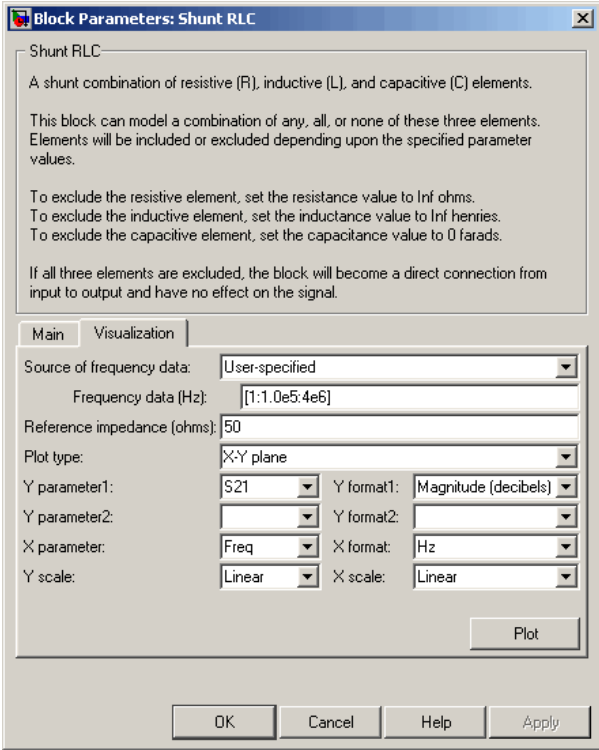 Block Parameters: Shunt RLC
Shunt RLC
A shunt combination of resistive (R), inductive (L), and capacitive (C) elements.
This block can model a combination of any, all, or none of these three elements.
Elements will be included or excluded depending upon the specified parameter
values.
To exclude the resistive element, set the resistance value to Inf ohms.
To exclude the inductive element, set the inductance value to Inf henries.
To exclude the capacitive element, set the capacitance value to 0 farads.
If all three elements are excluded, the block will become a direct connection from
input to output and have no effect on the signal.
Main Visualization
Source of frequency data: User-specified
Frequency data (Hz): [1:1.0e5:4e6]
Reference impedance (ohms): 50
Plot type: X-Y plane
Y parameter1: S21 Y format1: Magnitude (decibels)
Y parameter2: Y format2:
X parameter: Freq X format: Hz
Y scale: Linear X scale: Linear
Plot
OK Cancel Help Apply